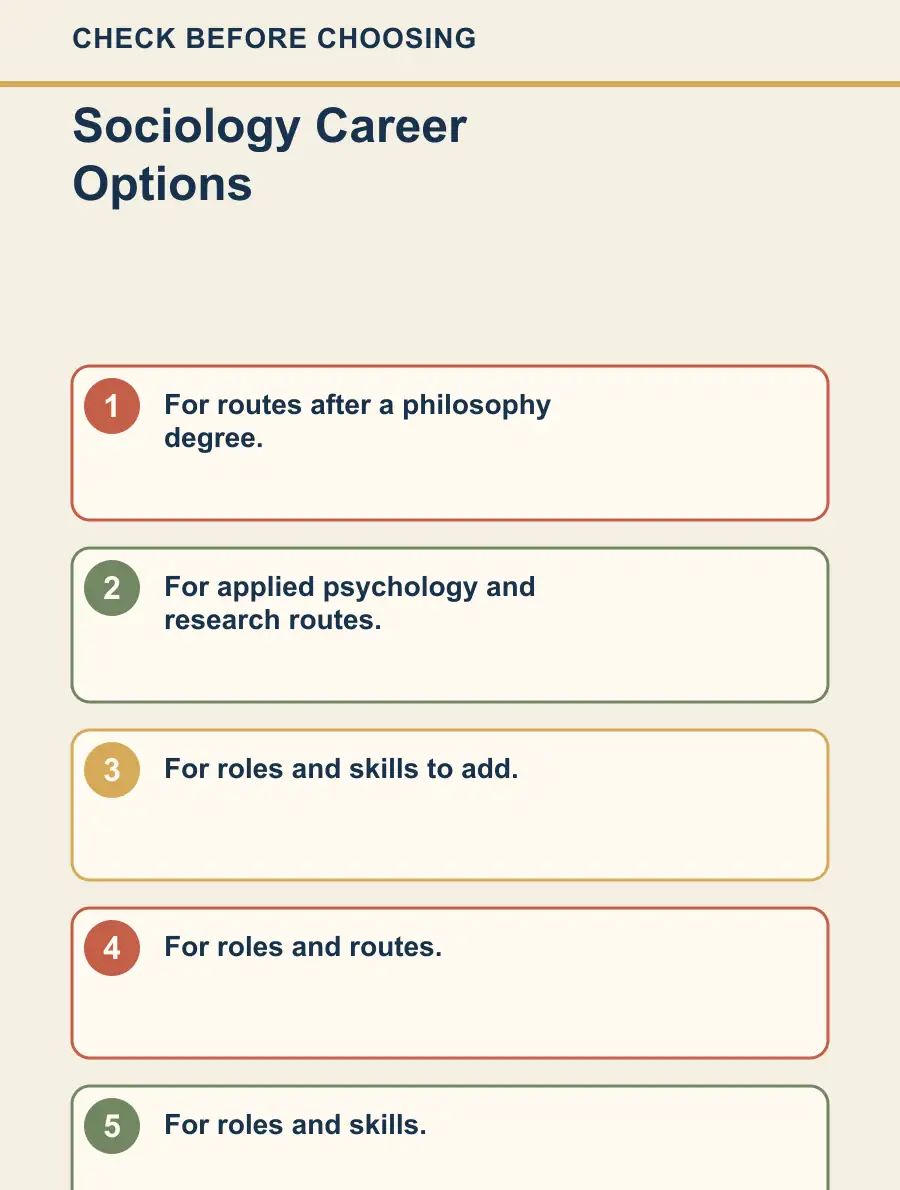 CHECK BEFORE CHOOSING
Sociology Career
Options
1
For routes after a philosophy
degree.
2
For applied psychology and
research routes.
3
For roles and skills to add.
4
For roles and routes.
5
For roles and skills.